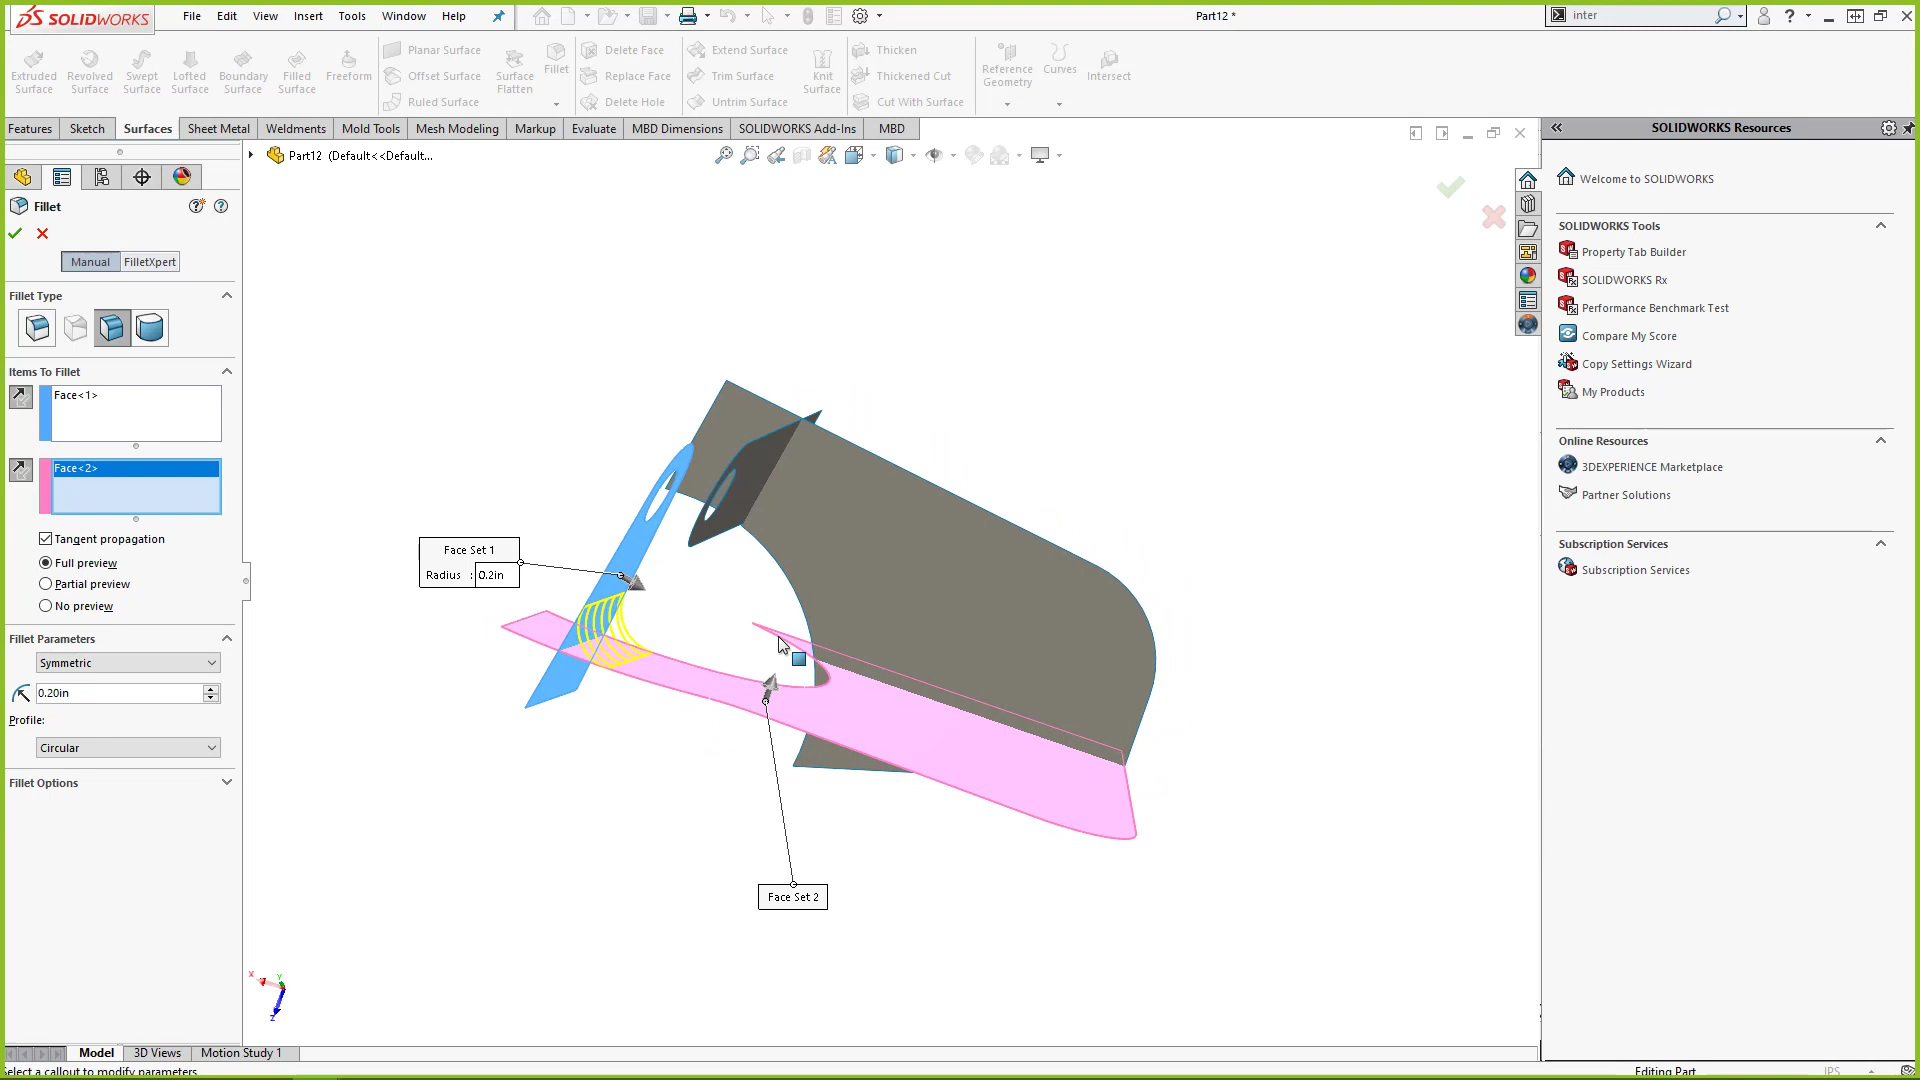 SOLIDWORKS File Edit View Insert Tools Window Help Part12 * inter
Extruded Surface
Revolved Surface
Swept Surface
Lofted Surface
Boundary Surface
Filled Surface
Freeform
Planar Surface
Offset Surface
Ruled Surface
Surface Flatten
Fillet
Delete Face
Replace Face
Delete Hole
Extend Surface
Trim Surface
Untrim Surface
Knit Surface
Thicken
Thickened Cut
Cut With Surface
Reference Geometry
Curves
Intersect
Features Sketch Surfaces Sheet Metal Weldments Mold Tools Mesh Modeling Markup Evaluate MBD Dimensions SOLIDWORKS Add-Ins MBD
Part12 (Default<<Default...
Fillet
Manual FilletXpert
Fillet Type
Items To Fillet
Face<1>
Face<2>
Tangent propagation
Full preview
Partial preview
No preview
Fillet Parameters
Symmetric
0.20in
Profile:
Circular
Fillet Options
Face Set 1
Radius : 0.2in
Face Set 2
X
Y
Z
SOLIDWORKS Resources
Welcome to SOLIDWORKS
SOLIDWORKS Tools
Property Tab Builder
SOLIDWORKS Rx
Performance Benchmark Test
Compare My Score
Copy Settings Wizard
My Products
Online Resources
3DEXPERIENCE Marketplace
Partner Solutions
Subscription Services
Subscription Services
Model 3D Views Motion Study 1
Select a callout to modify parameters Editing Part IPS